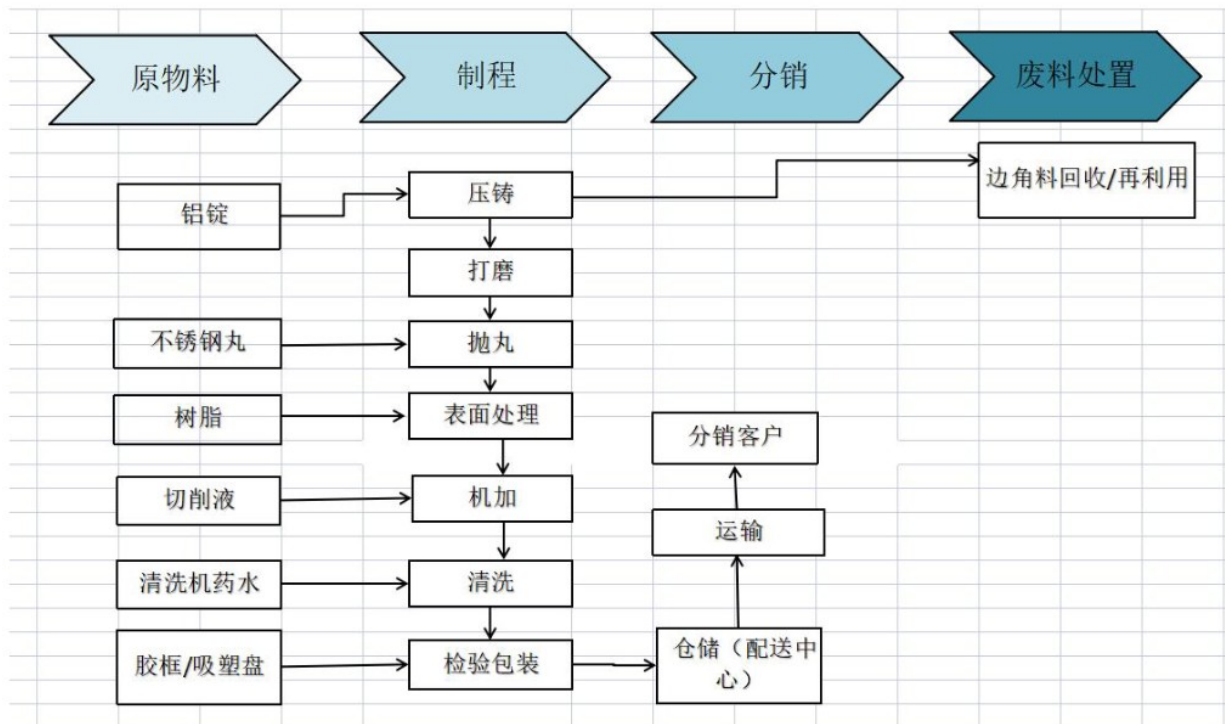 原物料
制程
分销
废料处置
铝锭
压铸
边角料回收/再利用
打磨
不锈钢丸
抛丸
树脂
表面处理
分销客户
切削液
机加
运输
清洗机药水
清洗
胶框/吸塑盘
检验包装
仓储（配送中
心）